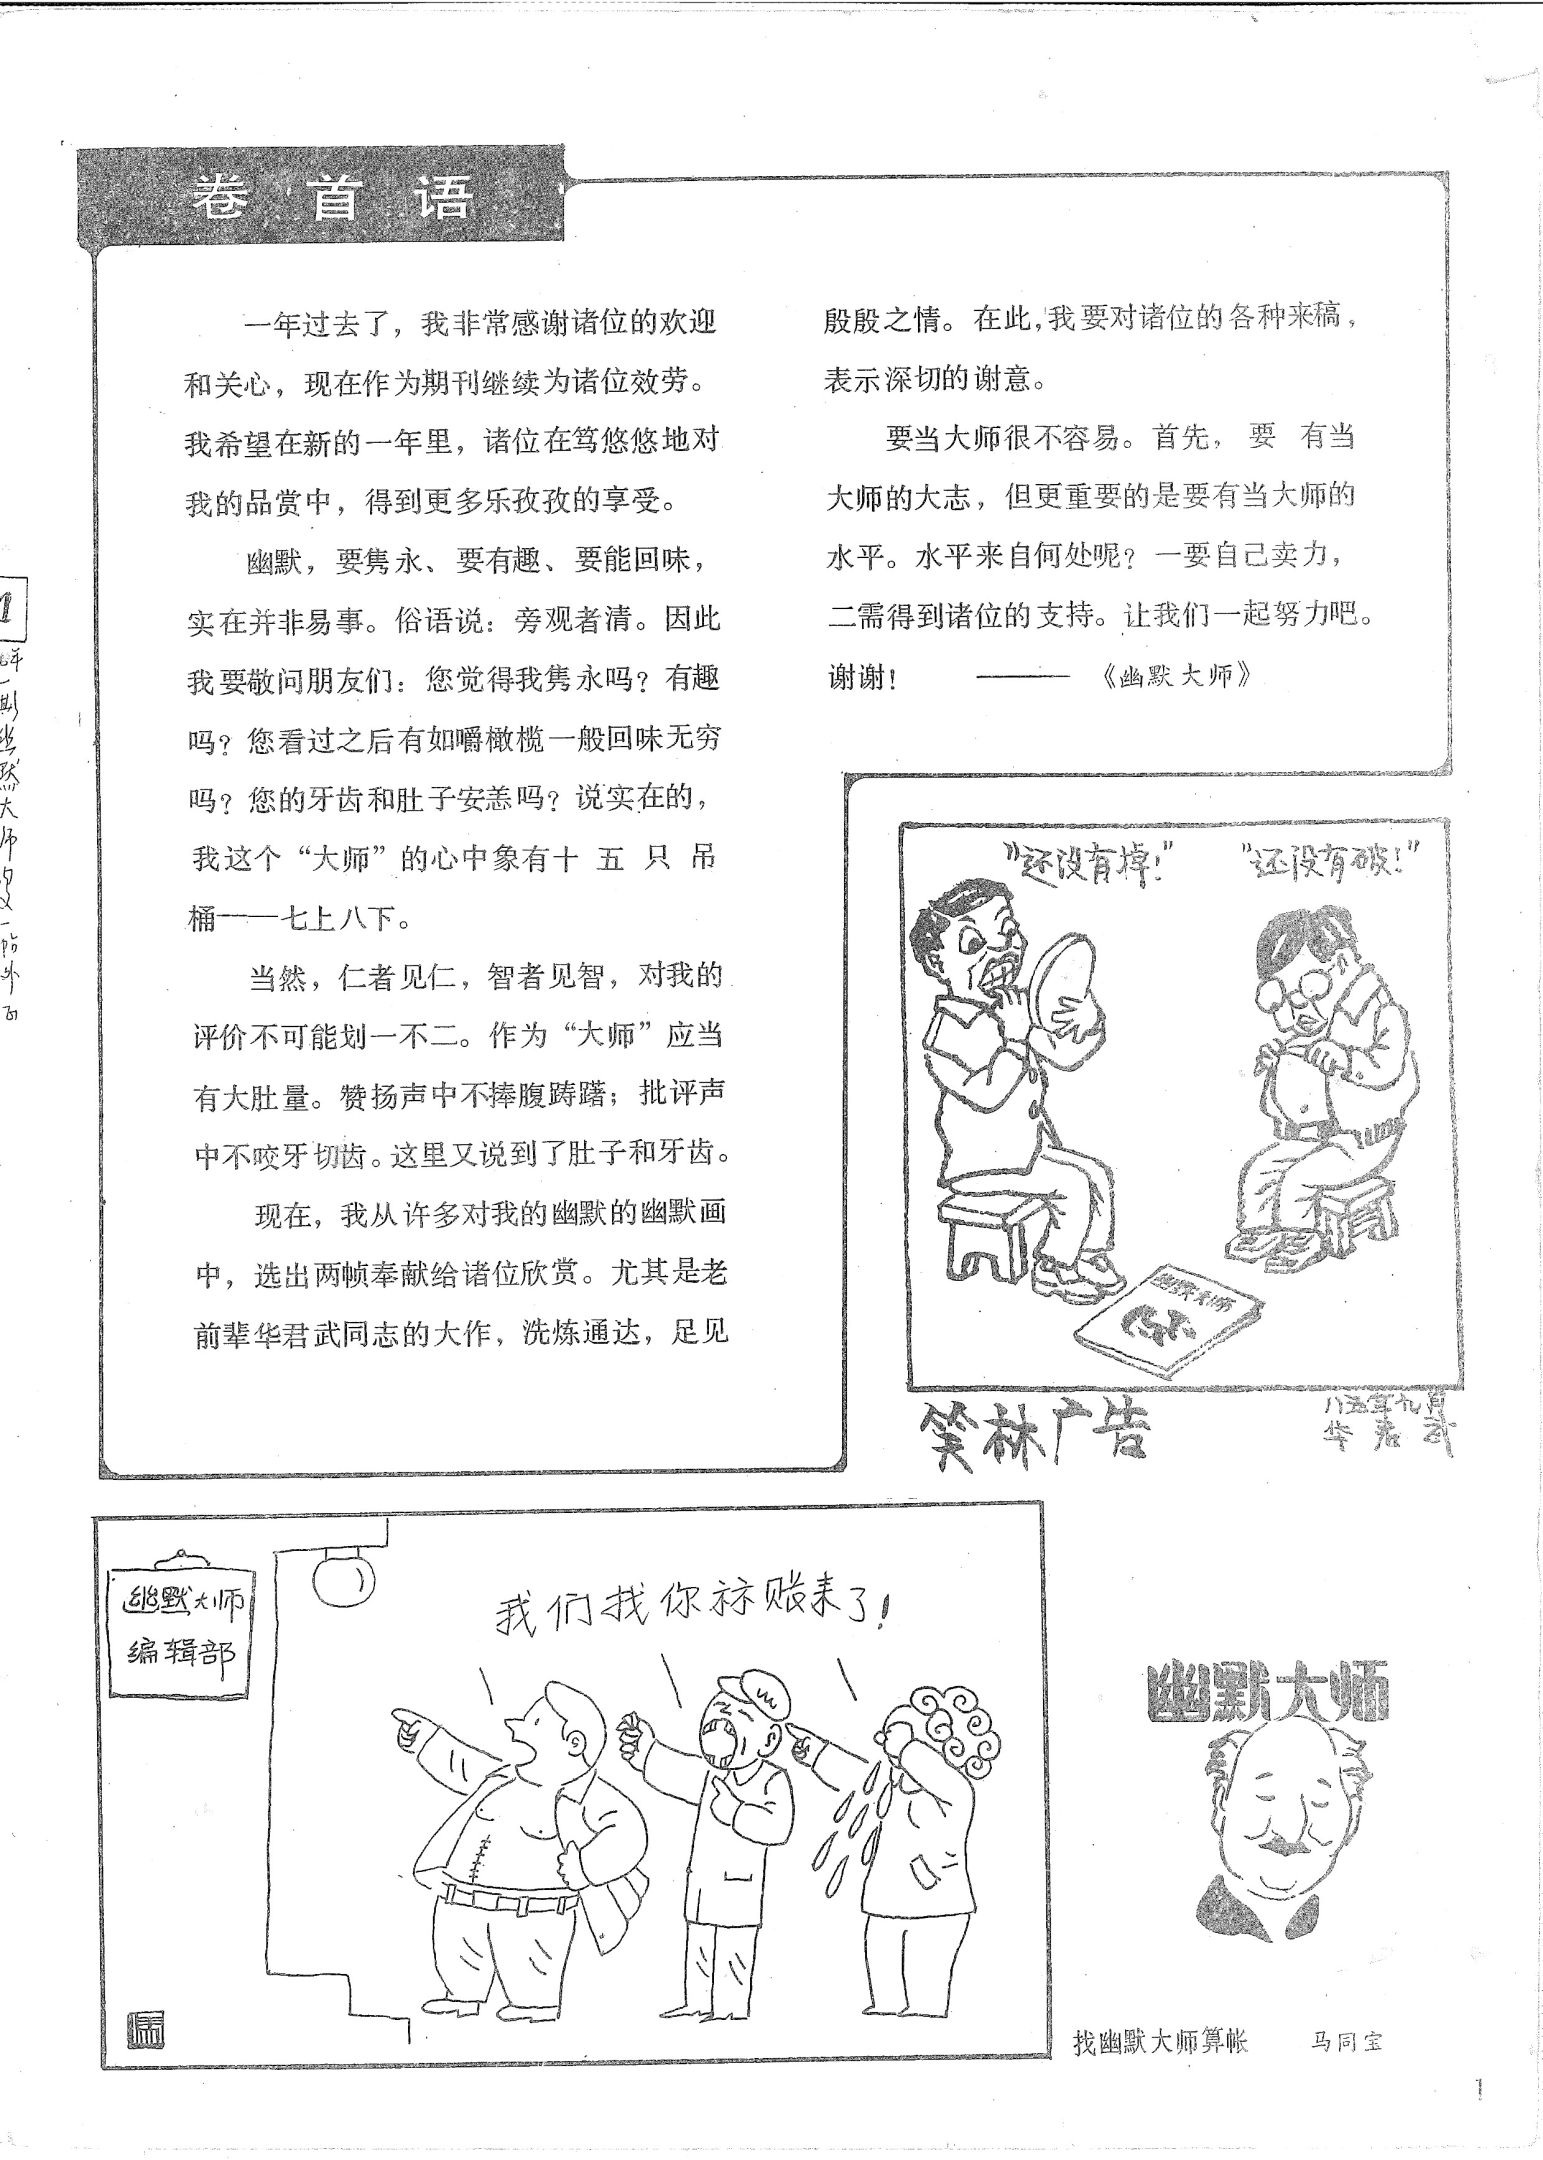 卷首语
一年过去了，我非常感谢诸位的欢迎
和关心，现在作为期刊继续为诸位效劳。
我希望在新的一年里，诸位在笃悠悠地对
我的品赏中，得到更多乐孜孜的享受。
幽默，要隽永、要有趣、要能回味，
实在并非易事。俗语说：旁观者清。因此
我要敬问朋友们：您觉得我隽永吗？有趣
吗？您看过之后有如嚼橄榄一般回味无穷
吗？您的牙齿和肚子安恙吗？说实在的，
我这个“大师”的心中象有十五只吊
桶——七上八下。
当然，仁者见仁，智者见智，对我的
评价不可能划一不二。作为“大师”应当
有大肚量。赞扬声中不捧腹踌躇；批评声
中不咬牙切齿。这里又说到了肚子和牙齿。
现在，我从许多对我的幽默的幽默画
中，选出两帧奉献给诸位欣赏。尤其是老
前辈华君武同志的大作，洗炼通达，足见
殷殷之情。在此，我要对诸位的各种来稿，
表示深切的谢意。
要当大师很不容易。首先，要有当
大师的大志，但更重要的是要有当大师的
水平。水平来自何处呢？一要自己卖力，
二需得到诸位的支持。让我们一起努力吧。
谢谢！——《幽默大师》
“还没有掉！”
“还没有破！”
幽默大师
笑林广告
八五年九月
华君武
幽默大师
编辑部
我们找你祘账来了！
幽默大师
找幽默大师算帐 马同宝
1